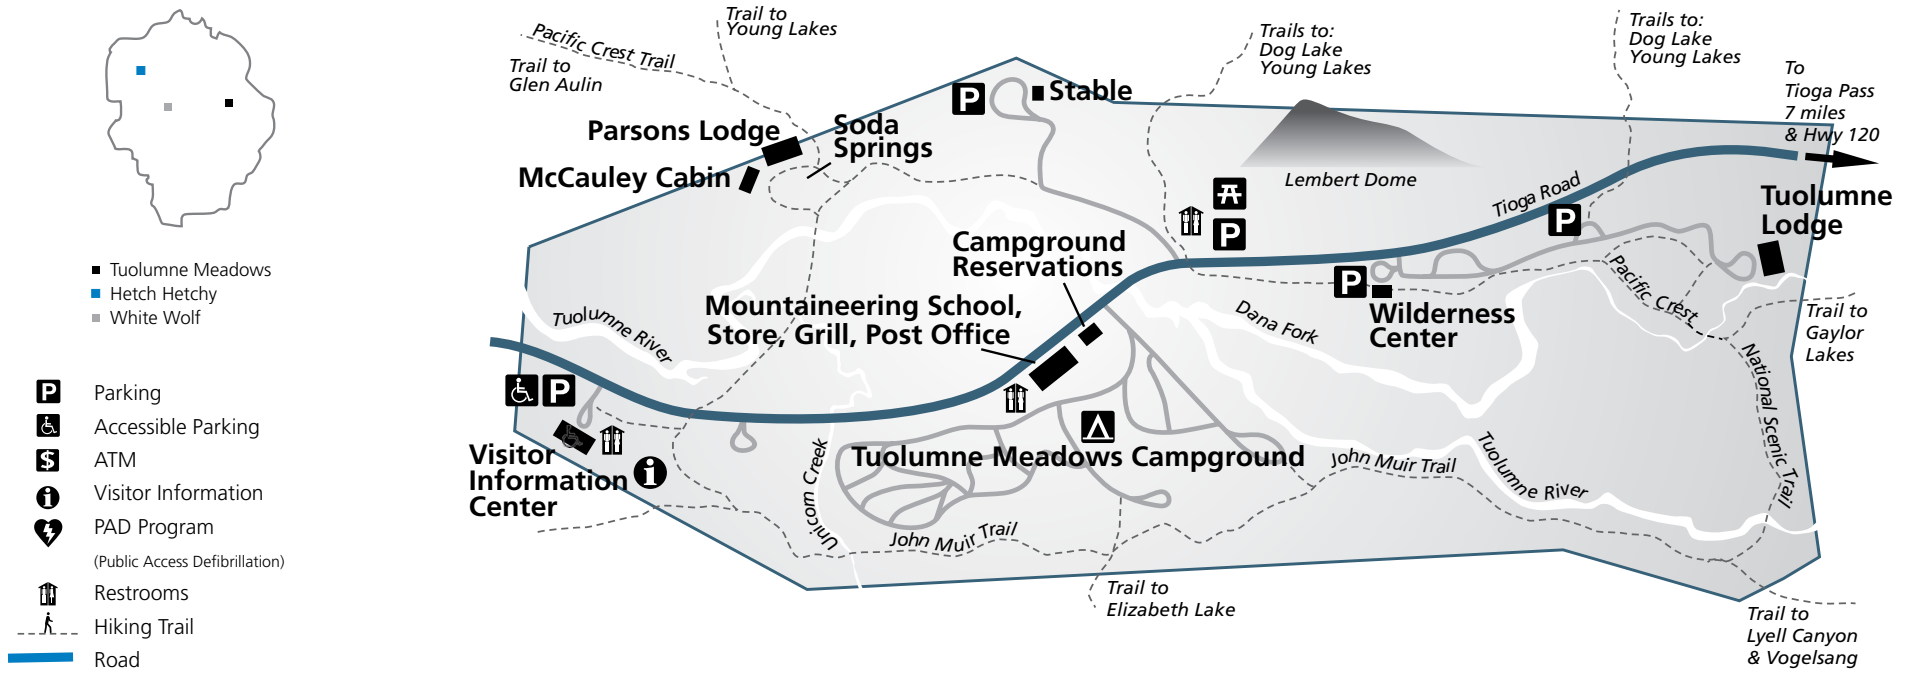 Tuolumne Meadows
Hetch Hetchy
White Wolf
P
Parking
Accessible Parking
$
ATM
i
Visitor Information
PAD Program
(Public Access Defibrillation)
Restrooms
Hiking Trail
Road
Trail to
Young Lakes
Pacific Crest Trail
Trail to
Glen Aulin
Trails to:
Dog Lake
Young Lakes
Trails to:
Dog Lake
Young Lakes
To
Tioga Pass
7 miles
& Hwy 120
P
Stable
Parsons Lodge
Soda
Springs
McCauley Cabin
Lembert Dome
Tioga Road
P
P
Tuolumne
Lodge
Campground
Reservations
Mountaineering School,
Store, Grill, Post Office
P
Wilderness
Center
Pacific Crest
National Scenic Trail
Trail to
Gaylor
Lakes
Dana Fork
Tuolumne River
P
Visitor
Information
Center
i
Unicorn Creek
Tuolumne Meadows Campground
John Muir Trail
Tuolumne River
John Muir Trail
Trail to
Elizabeth Lake
Trail to
Lyell Canyon
& Vogelsang